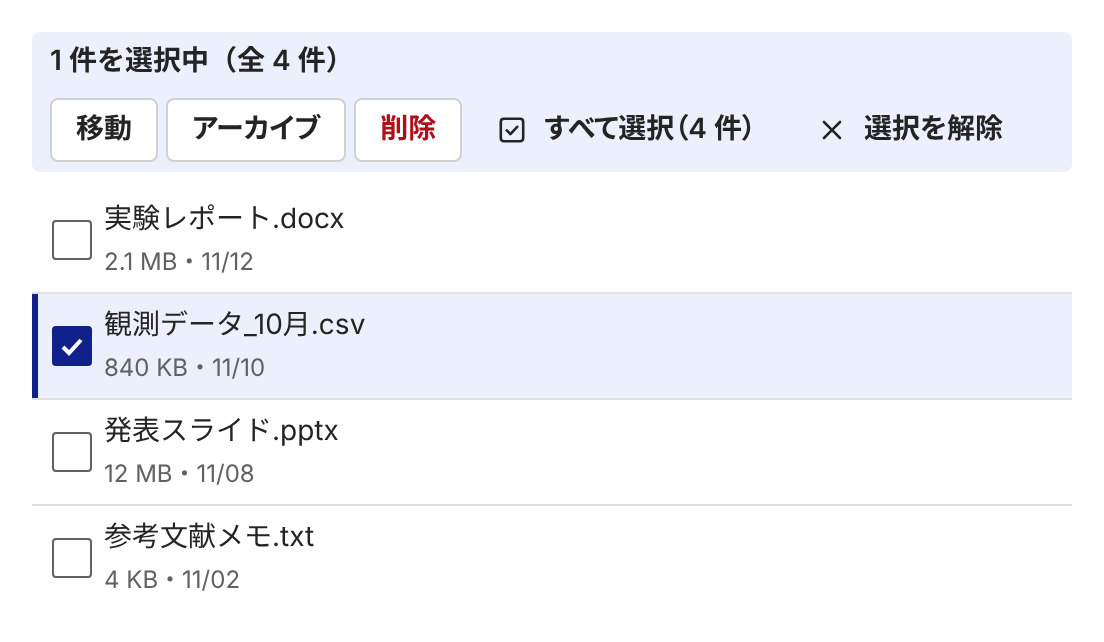 1 件を選択中（全 4 件）
移動 アーカイブ 削除 すべて選択（4 件） 選択を解除
実験レポート.docx
2.1 MB・11/12
観測データ_10月.csv
840 KB・11/10
発表スライド.pptx
12 MB・11/08
参考文献メモ.txt
4 KB・11/02